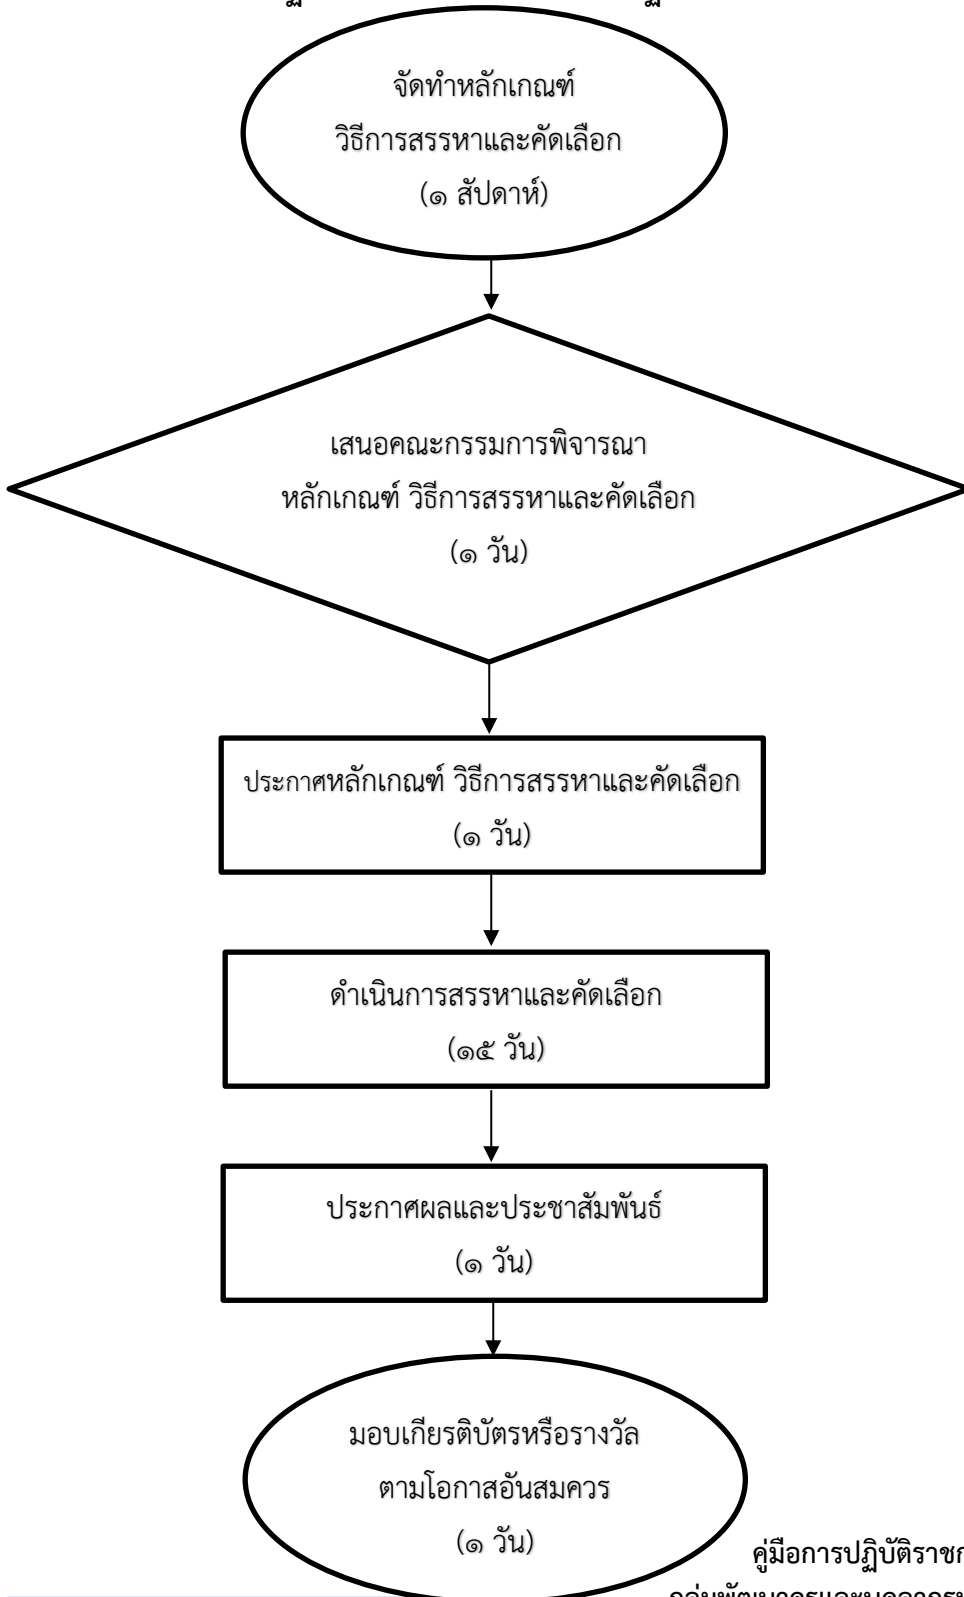 จัดทำหลักเกณฑ์
วิธีการสรรหาและคัดเลือก
(๑ สัปดาห์)
เสนอคณะกรรมการพิจารณา
หลักเกณฑ์ วิธีการสรรหาและคัดเลือก
(๑ วัน)
ประกาศหลักเกณฑ์ วิธีการสรรหาและคัดเลือก
(๑ วัน)
ดำเนินการสรรหาและคัดเลือก
(๑๕ วัน)
ประกาศผลและประชาสัมพันธ์
(๑ วัน)
มอบเกียรติบัตรหรือรางวัล
ตามโอกาสอันสมควร
(๑ วัน)
คู่มือการปฏิบัติราชก